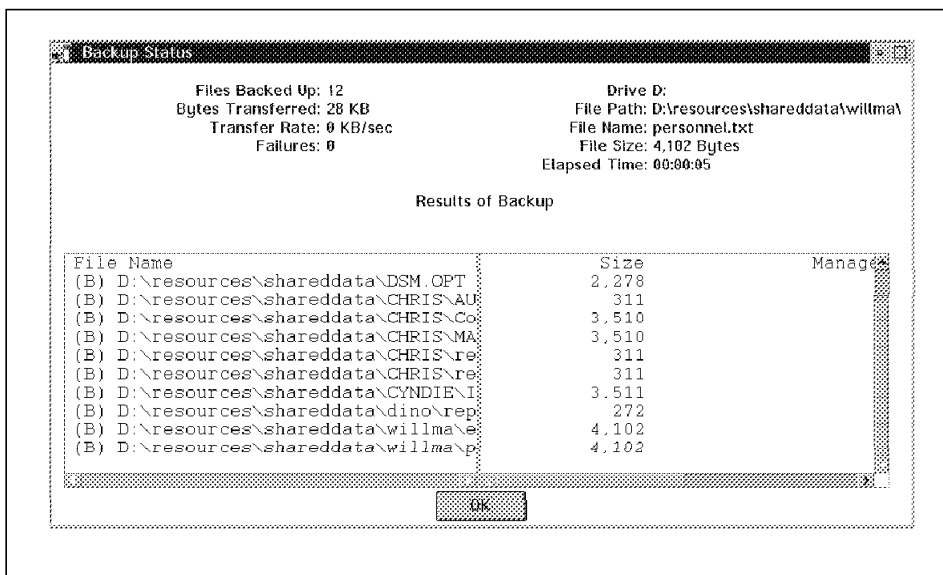 Backup Status
Files Backed Up: 12
Bytes Transferred: 28 KB
Transfer Rate: 0 KB/sec
Failures: 0
Drive D:
File Path: D:\resources\shareddata\willma\
File Name: personnel.txt
File Size: 4,102 Bytes
Elapsed Time: 00:00:05
Results of Backup
File Name Size Manage
(B) D:\resources\shareddata\DSM.OPT 2,278
(B) D:\resources\shareddata\CHRIS\AU 311
(B) D:\resources\shareddata\CHRIS\Co 3,510
(B) D:\resources\shareddata\CHRIS\MA 3,510
(B) D:\resources\shareddata\CHRIS\re 311
(B) D:\resources\shareddata\CHRIS\re 311
(B) D:\resources\shareddata\CYNDIE\I 3,511
(B) D:\resources\shareddata\dino\rep 272
(B) D:\resources\shareddata\willma\e 4,102
(B) D:\resources\shareddata\willma\p 4,102
OK